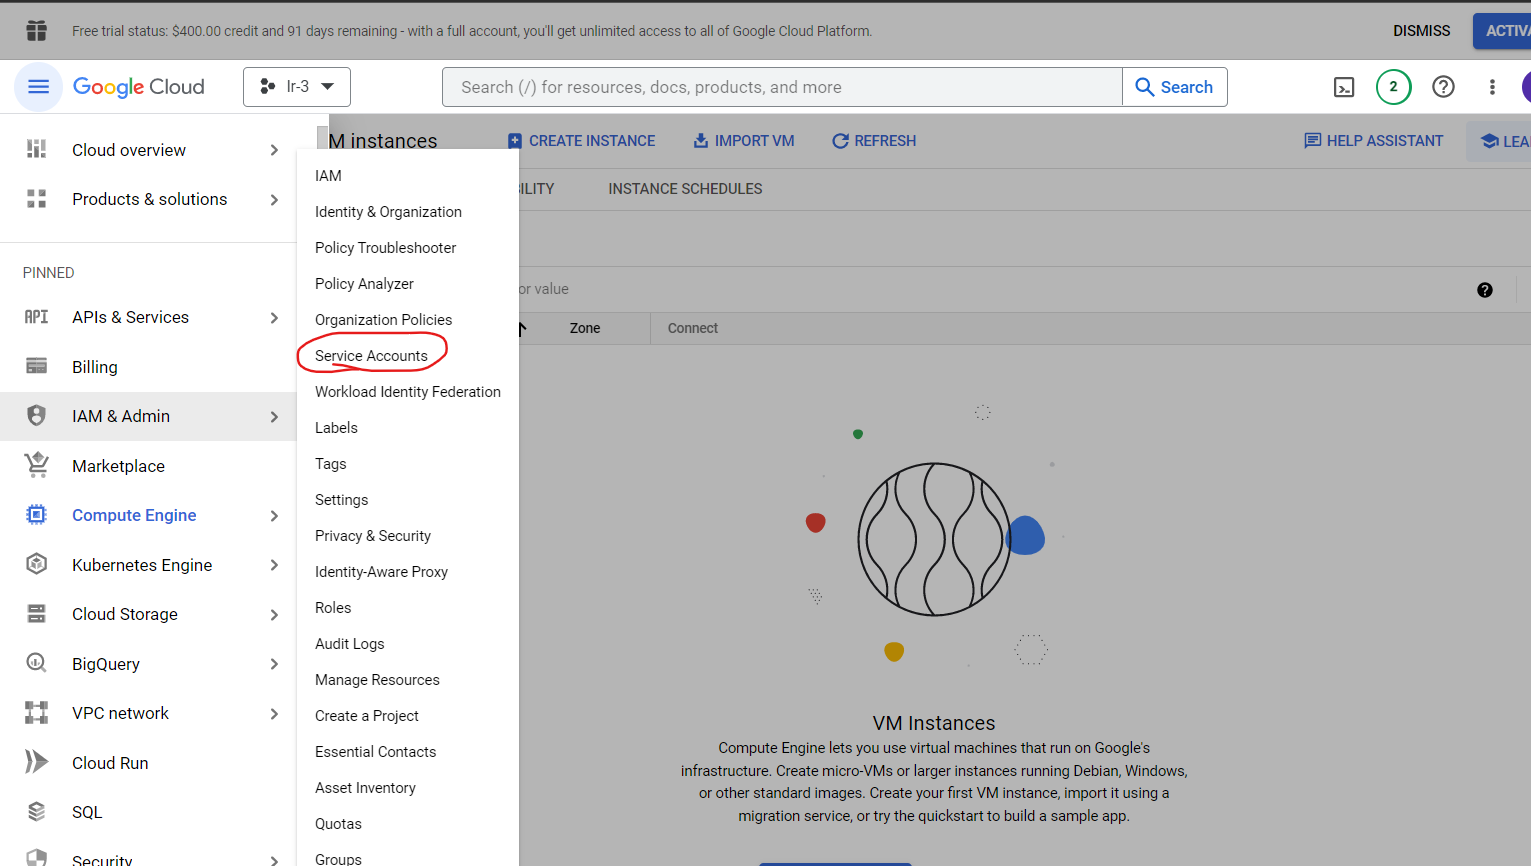 Free trial status: $400.00 credit and 91 days remaining - with a full account, you'll get unlimited access to all of Google Cloud Platform.
DISMISS
Google Cloud
lr-3
Search (/) for resources, docs, products, and more
Search
2
M instances
CREATE INSTANCE
IMPORT VM
REFRESH
HELP ASSISTANT
INSTANCE SCHEDULES
or value
Zone
Connect
Cloud overview
Products & solutions
PINNED
API
APIs & Services
Billing
IAM & Admin
Marketplace
Compute Engine
Kubernetes Engine
Cloud Storage
BigQuery
VPC network
Cloud Run
SQL
Security
IAM
Identity & Organization
Policy Troubleshooter
Policy Analyzer
Organization Policies
Service Accounts
Workload Identity Federation
Labels
Tags
Settings
Privacy & Security
Identity-Aware Proxy
Roles
Audit Logs
Manage Resources
Create a Project
Essential Contacts
Asset Inventory
Quotas
Groups
VM Instances
Compute Engine lets you use virtual machines that run on Google's
infrastructure. Create micro-VMs or larger instances running Debian, Windows,
or other standard images. Create your first VM instance, import it using a
migration service, or try the quickstart to build a sample app.